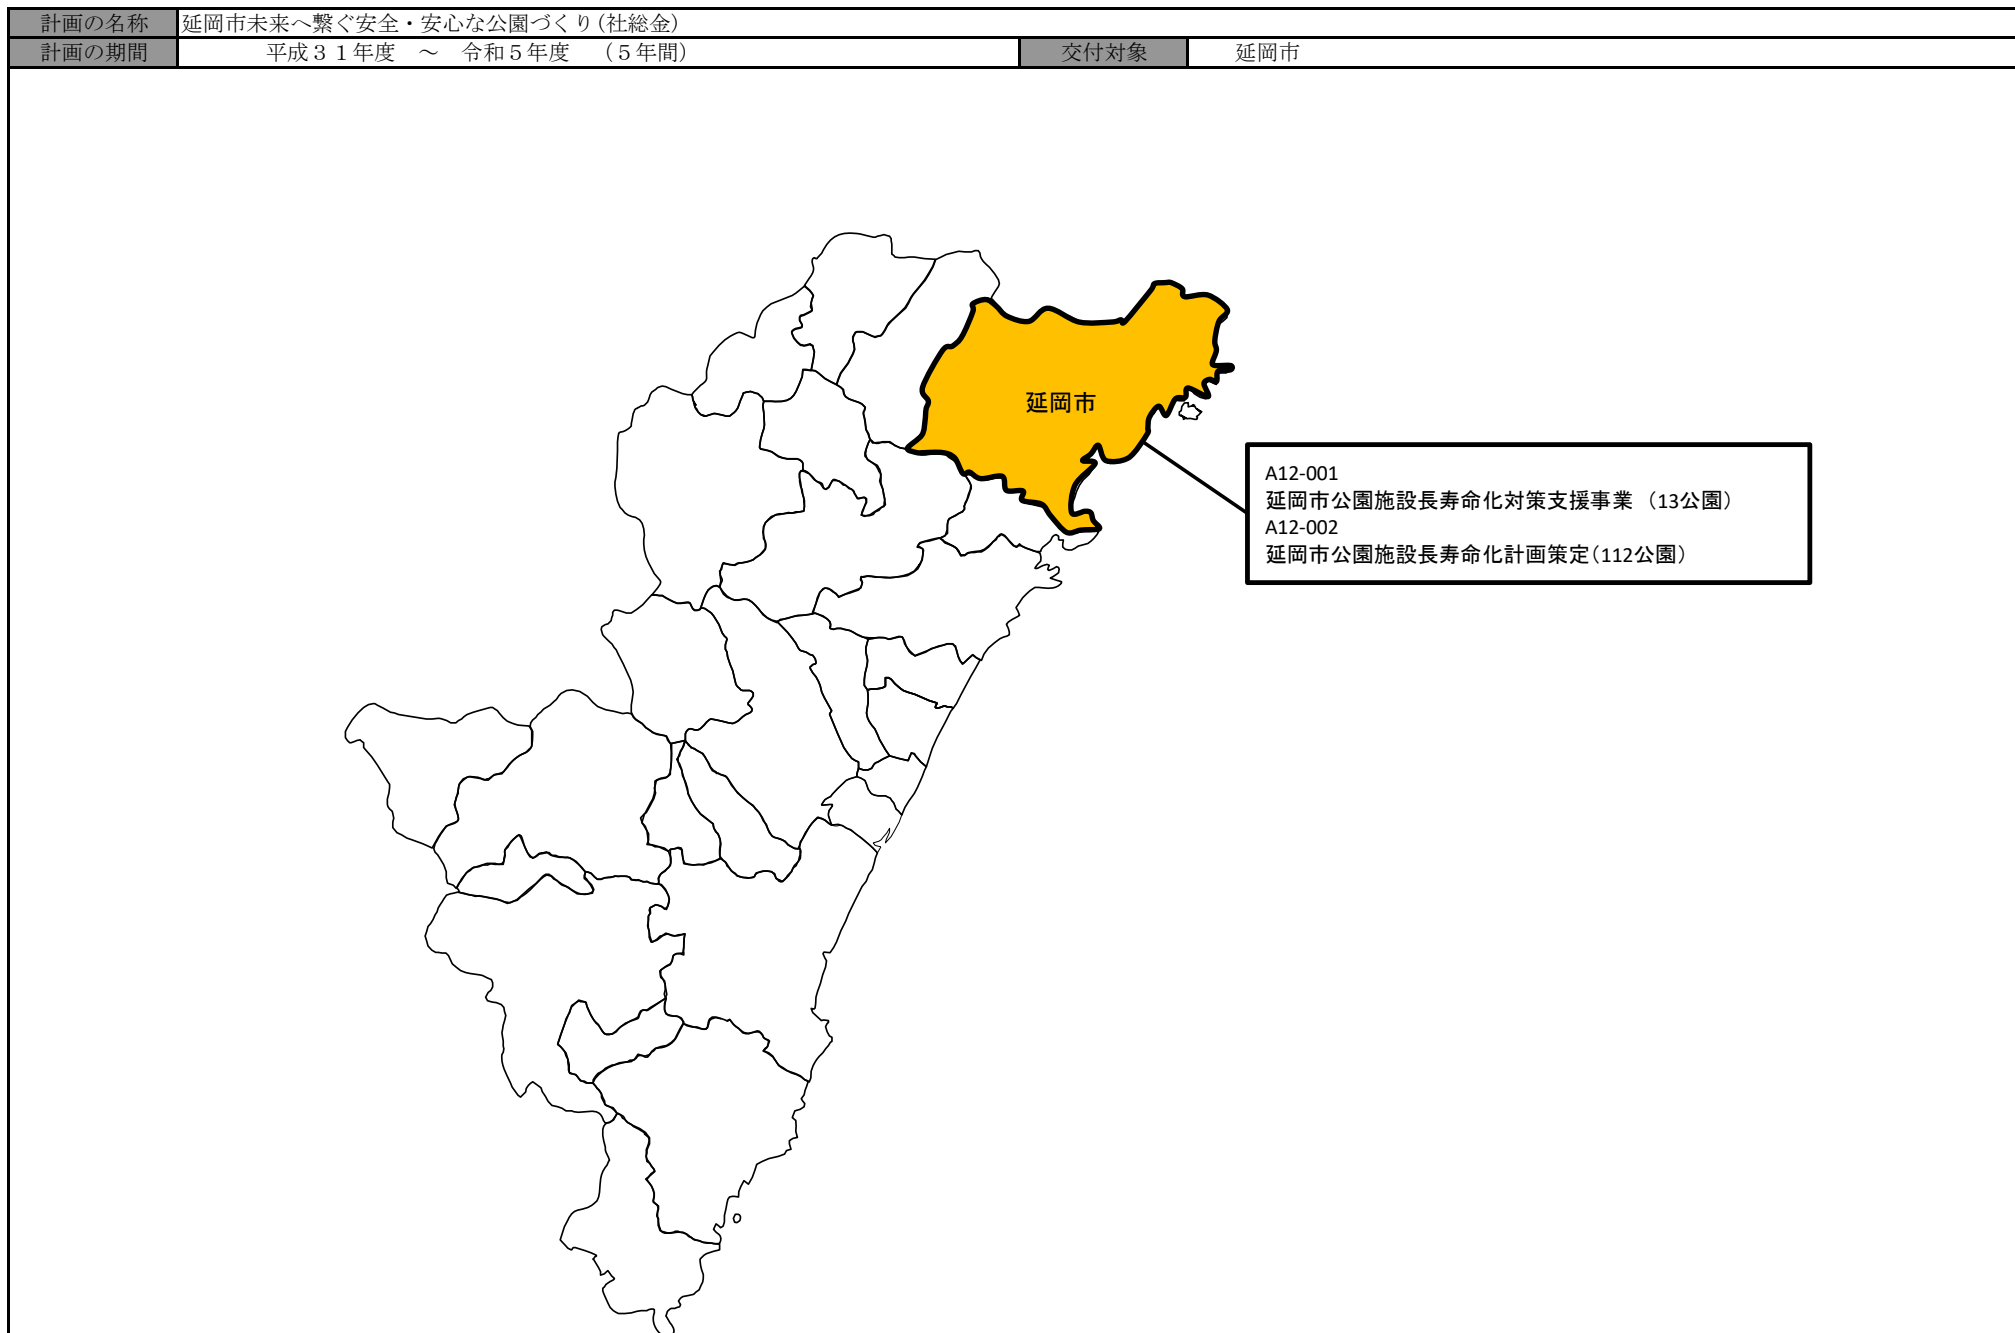 計画の名称 延岡市未来へ繋ぐ安全・安心な公園づくり(社総金)
計画の期間 平成31年度 ~ 令和5年度 (5年間) 交付対象 延岡市
延岡市
A12-001
延岡市公園施設長寿命化対策支援事業 (13公園)
A12-002
延岡市公園施設長寿命化計画策定(112公園)